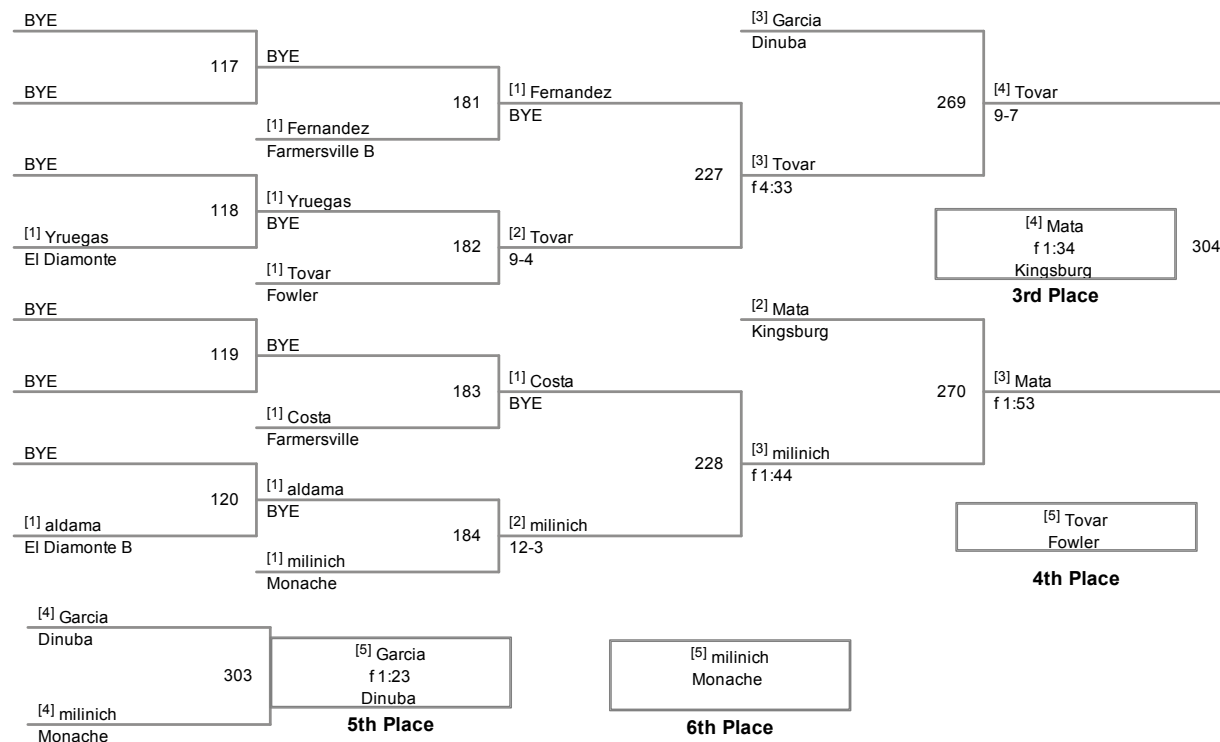 BYE
117
BYE
BYE
181
[1] Fernandez
Farmersville B
[1] Fernandez
BYE
BYE
118
[1] Yruegas
El Diamonte
[1] Yruegas
BYE
182
[1] Tovar
Fowler
[2] Tovar
9-4
227
[3] Tovar
f 4:33
[3] Garcia
Dinuba
269
[4] Tovar
9-7
[4] Mata
f 1:34
Kingsburg
304
3rd Place
BYE
119
BYE
BYE
183
[1] Costa
Farmersville
[1] Costa
BYE
BYE
120
[1] aldama
El Diamonte B
[1] aldama
BYE
184
[1] milinich
Monache
[2] milinich
12-3
228
[3] milinich
f 1:44
[2] Mata
Kingsburg
270
[3] Mata
f 1:53
[5] Tovar
Fowler
4th Place
[4] Garcia
Dinuba
303
[4] milinich
Monache
[5] Garcia
f 1:23
Dinuba
5th Place
[5] milinich
Monache
6th Place